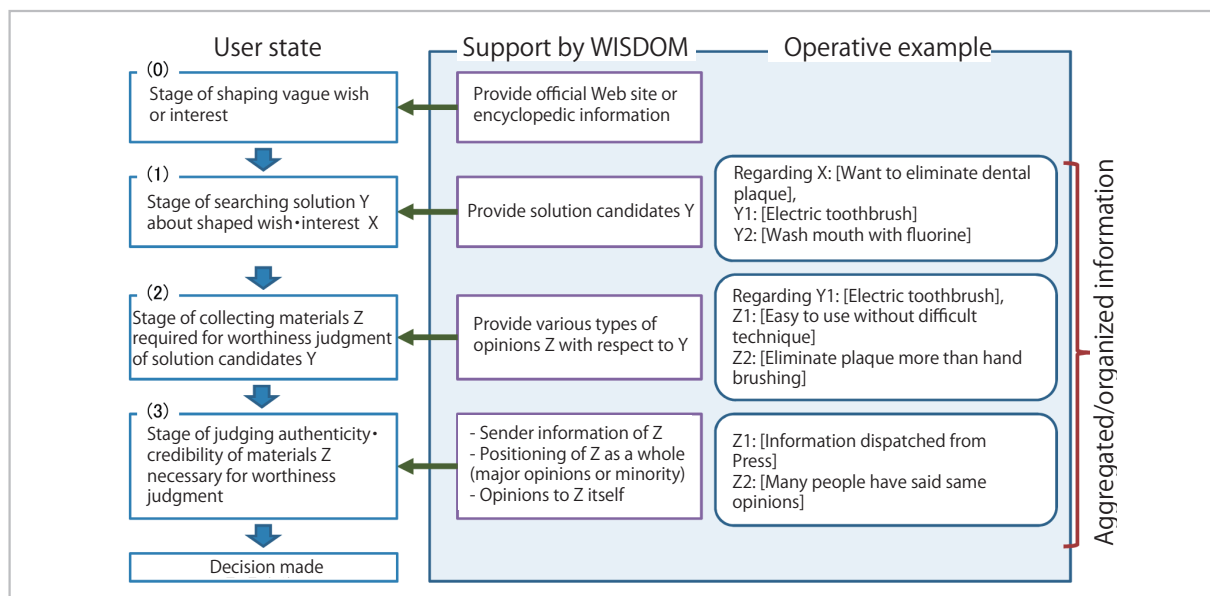 User state
Support by WISDOM
Operative example
(0)
Stage of shaping vague wish
or interest
Provide official Web site or
encyclopedic information
(1)
Stage of searching solution Y
about shaped wish･interest X
Provide solution candidates Y
Regarding X: [Want to eliminate dental
plaque],
Y1: [Electric toothbrush]
Y2: [Wash mouth with fluorine]
(2)
Stage of collecting materials Z
required for worthiness judgment
of solution candidates Y
Provide various types of
opinions Z with respect to Y
Regarding Y1: [Electric toothbrush],
Z1: [Easy to use without difficult
technique]
Z2: [Eliminate plaque more than hand
brushing]
(3)
Stage of judging authenticity･
credibility of materials Z
necessary for worthiness
judgment
- Sender information of Z
- Positioning of Z as a whole
(major opinions or minority)
- Opinions to Z itself
Z1: [Information dispatched from
Press]
Z2: [Many people have said same
opinions]
Decision made
Aggregated/organized information